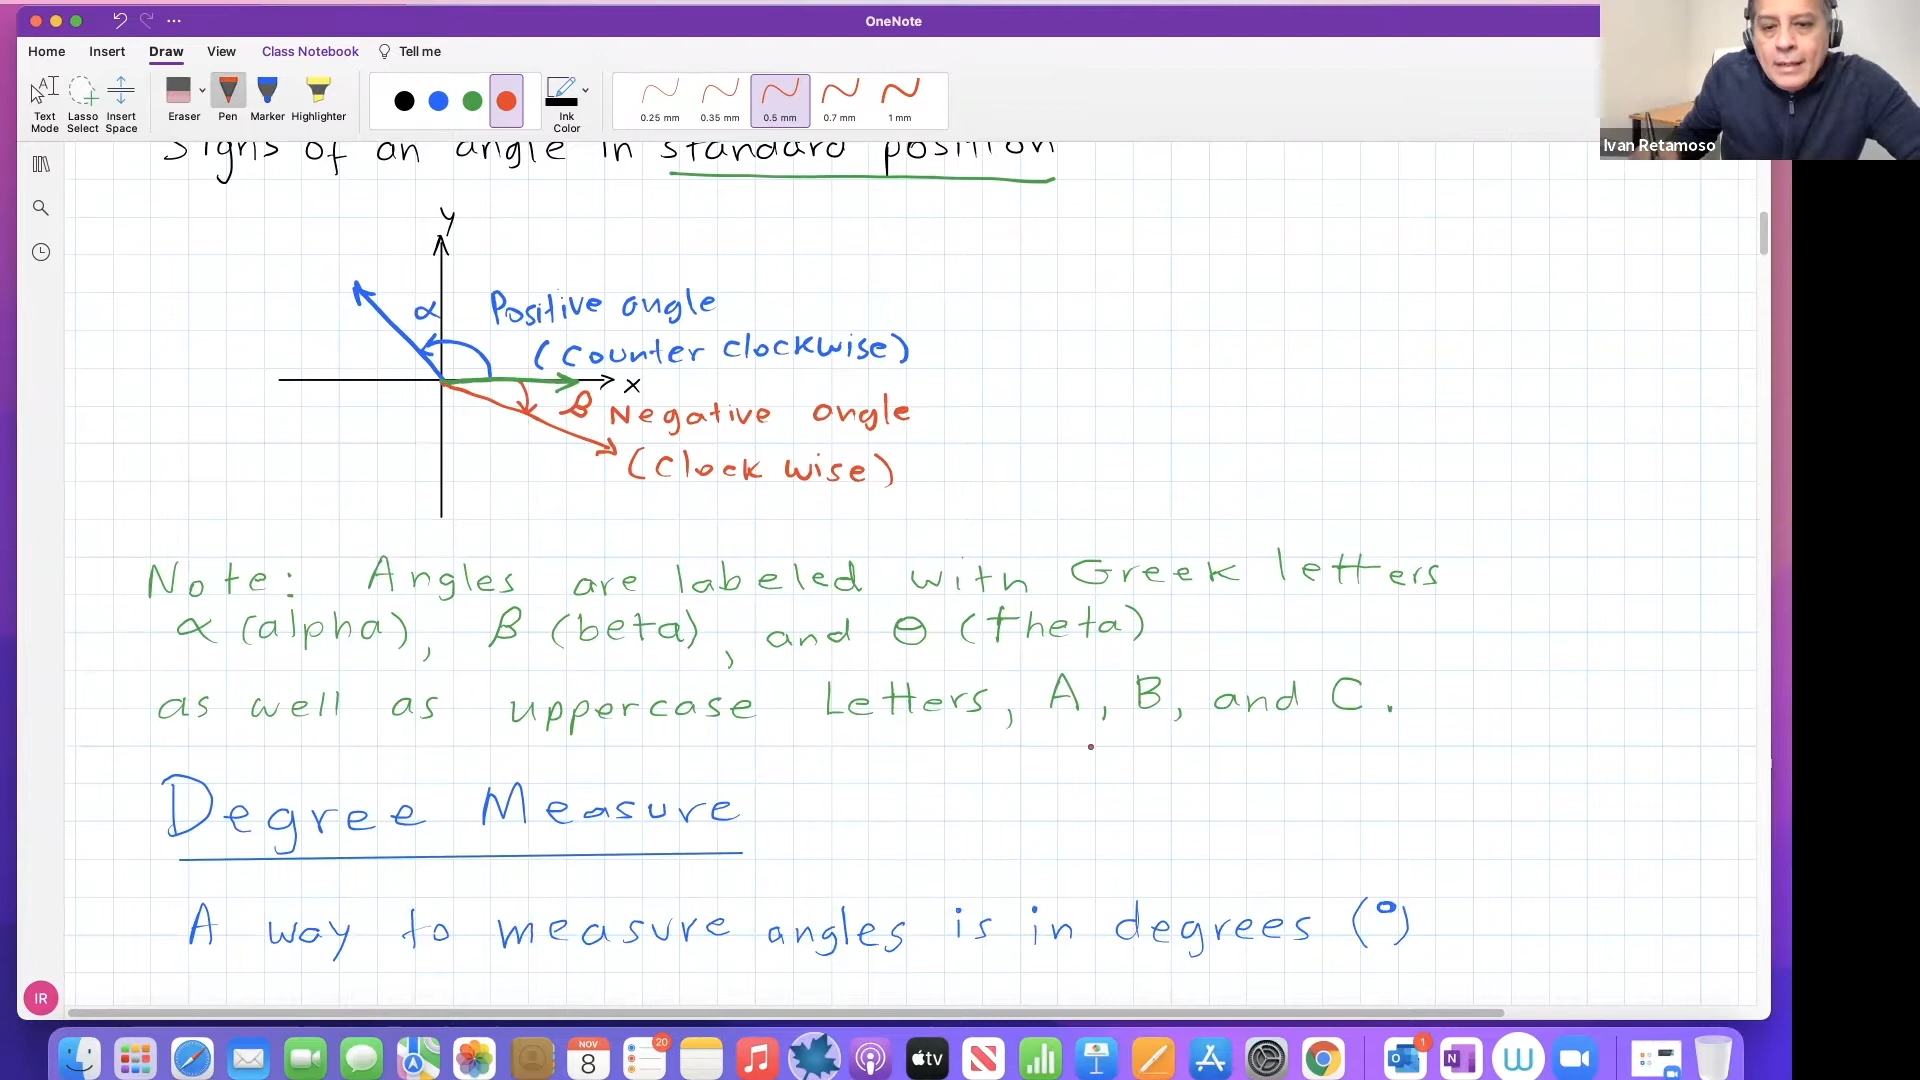 OneNote
Home Insert Draw View Class Notebook Tell me
Text Mode
Lasso Select
Insert Space
Eraser
Pen
Marker
Highlighter
Ink Color
0.25 mm
0.35 mm
0.5 mm
0.7 mm
1 mm
Ivan Retamoso
Signs of an angle in standard position
y
α Positive angle
(Counter clockwise)
x
β Negative angle
(Clock wise)
Note: Angles are labeled with Greek letters
α (alpha), β (beta), and θ (theta)
as well as uppercase Letters, A, B, and C.
Degree Measure
A way to measure angles is in degrees (°)
IR
NOV
8
20
tv
1
N
W